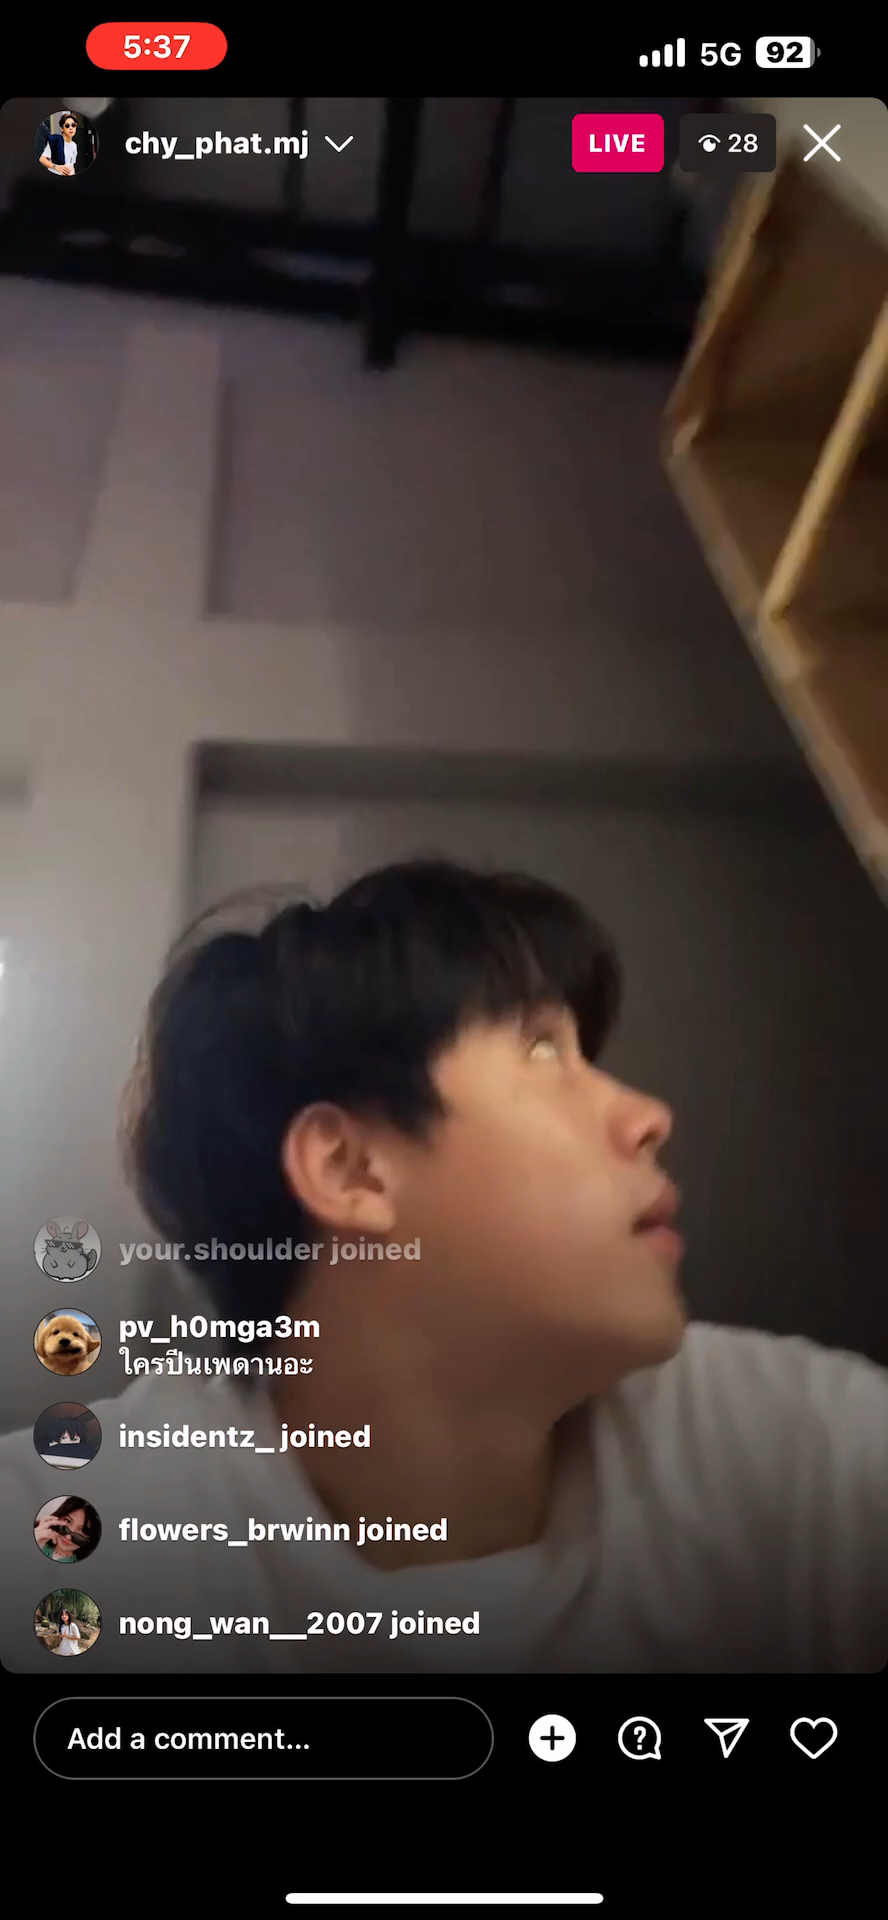 5:37
5G 92
chy_phat.mj
LIVE
28
your.shoulder joined
pv_h0mga3m
ใครปีนเพดานอะ
insidentz_ joined
flowers_brwinn joined
nong_wan__2007 joined
Add a comment...